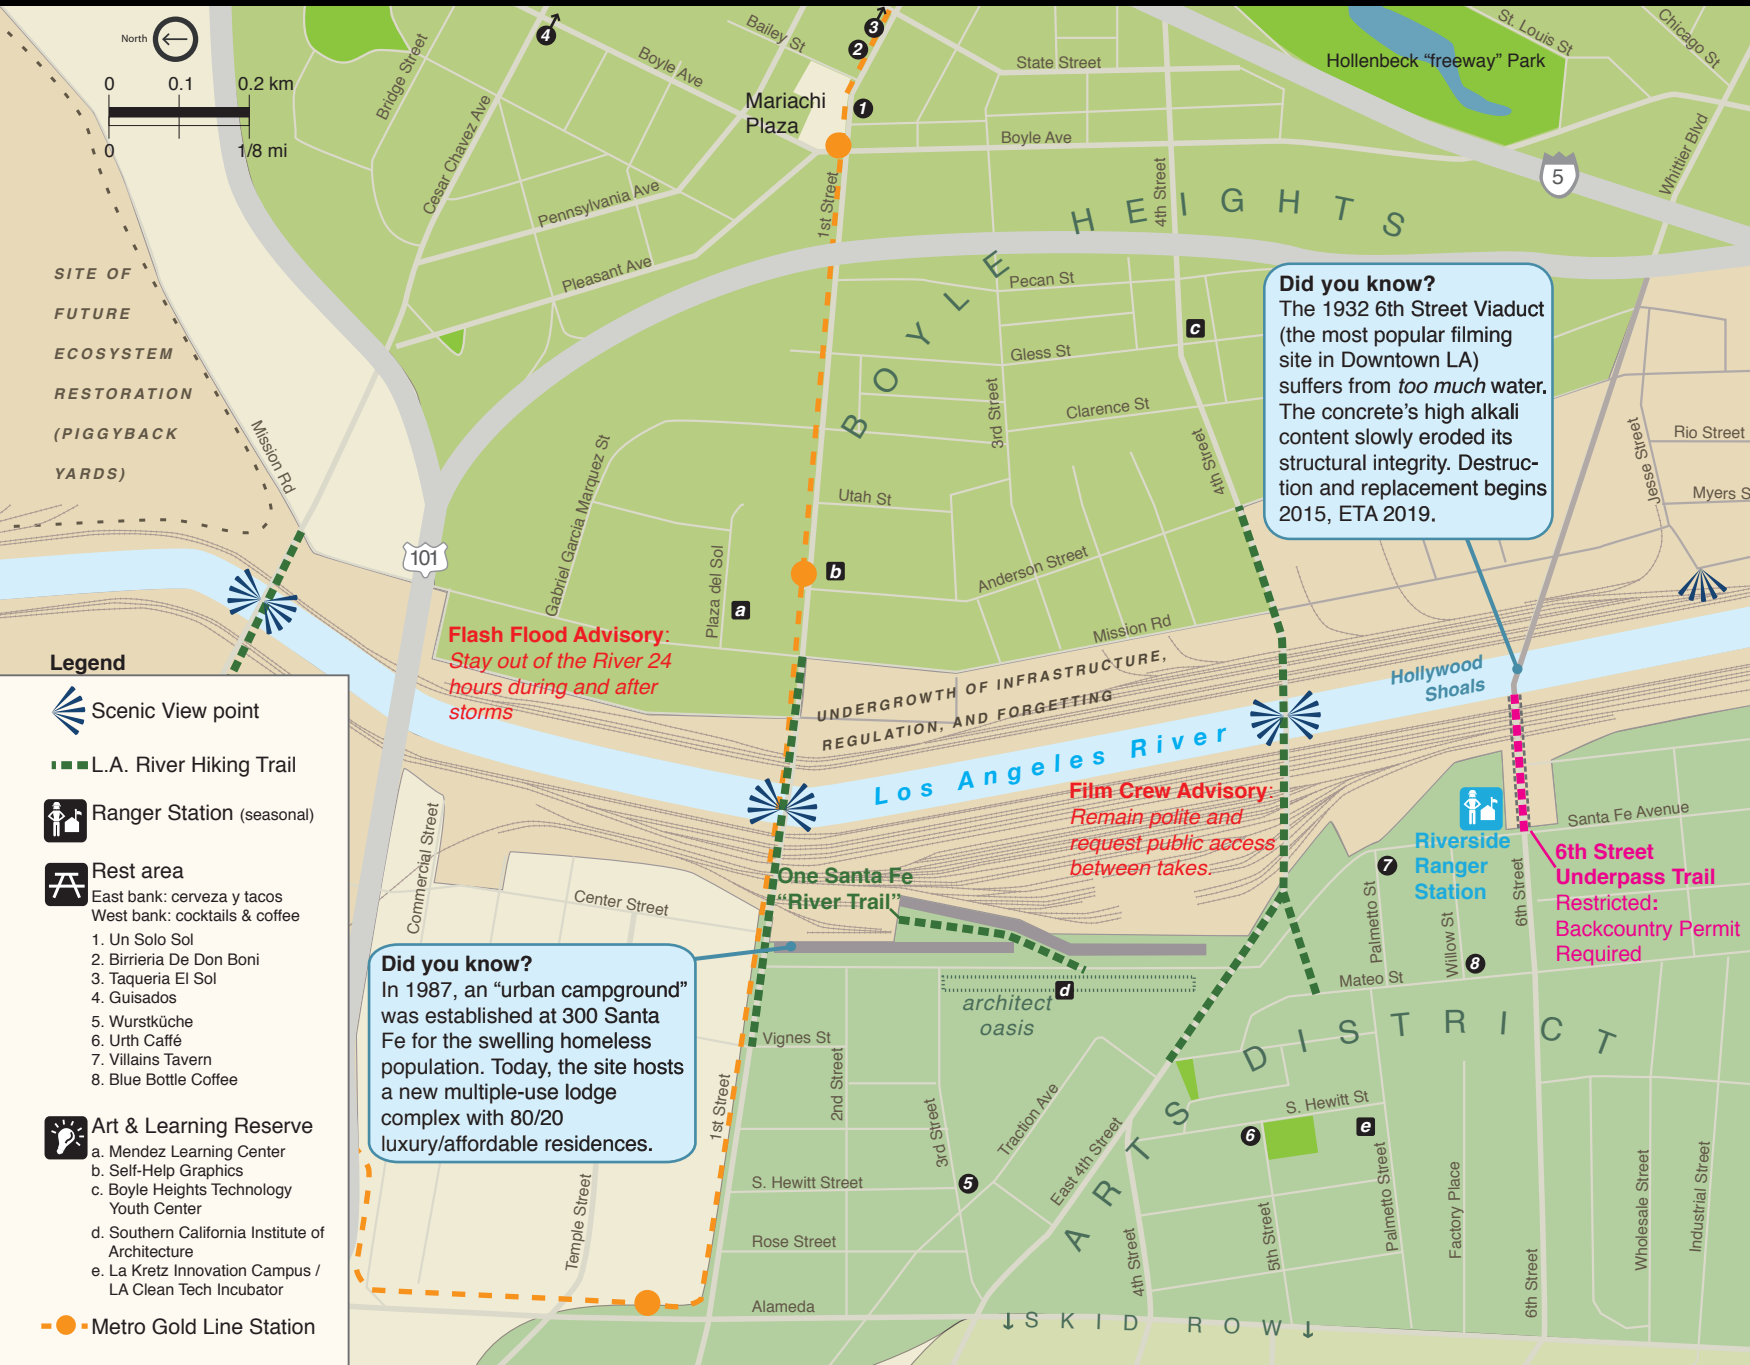 North
0 0.1 0.2 km
0 1/8 mi
SITE OF
FUTURE
ECOSYSTEM
RESTORATION
(PIGGYBACK
YARDS)
Mission Rd
Bridge Street
Cesar Chavez Ave
4
Boyle Ave
Bailey St
3
2
1
Mariachi
Plaza
State Street
Boyle Ave
Hollenbeck "freeway" Park
St. Louis St
Chicago St
Whittier Blvd
5
Pennsylvania Ave
Pleasant Ave
1st Street
4th Street
BOYLE HEIGHTS
Pecan St
Gless St
c
3rd Street
Clarence St
4th Street
Did you know?
The 1932 6th Street Viaduct
(the most popular filming
site in Downtown LA)
suffers from too much water.
The concrete's high alkali
content slowly eroded its
structural integrity. Destruc-
tion and replacement begins
2015, ETA 2019.
Jesse Street
Rio Street
Myers S
101
Gabriel Garcia Marquez St
Plaza del Sol
Utah St
a
b
Anderson Street
Mission Rd
Flash Flood Advisory:
Stay out of the River 24
hours during and after
storms
UNDERGROWTH OF INFRASTRUCTURE,
REGULATION, AND FORGETTING
Los Angeles River
Hollywood
Shoals
Film Crew Advisory:
Remain polite and
request public access
between takes.
Legend
Scenic View point
L.A. River Hiking Trail
Ranger Station (seasonal)
Rest area
East bank: cerveza y tacos
West bank: cocktails & coffee
1. Un Solo Sol
2. Birrieria De Don Boni
3. Taqueria El Sol
4. Guisados
5. Wurstküche
6. Urth Caffé
7. Villains Tavern
8. Blue Bottle Coffee
Art & Learning Reserve
a. Mendez Learning Center
b. Self-Help Graphics
c. Boyle Heights Technology
Youth Center
d. Southern California Institute of
Architecture
e. La Kretz Innovation Campus /
LA Clean Tech Incubator
Metro Gold Line Station
Commercial Street
Center Street
One Santa Fe
"River Trail"
Did you know?
In 1987, an "urban campground"
was established at 300 Santa
Fe for the swelling homeless
population. Today, the site hosts
a new multiple-use lodge
complex with 80/20
luxury/affordable residences.
architect
oasis
d
Riverside
Ranger
Station
6th Street
Underpass Trail
Restricted:
Backcountry Permit
Required
Santa Fe Avenue
6th Street
7
Palmetto St
Willow St
8
Mateo St
Vignes St
2nd Street
1st Street
3rd Street
Traction Ave
East 4th Street
ARTS DISTRICT
S. Hewitt St
e
6
5
S. Hewitt Street
Rose Street
Alameda
Temple Street
4th Street
5th Street
Palmetto Street
Factory Place
6th Street
Wholesale Street
Industrial Street
↓SKID ROW↓